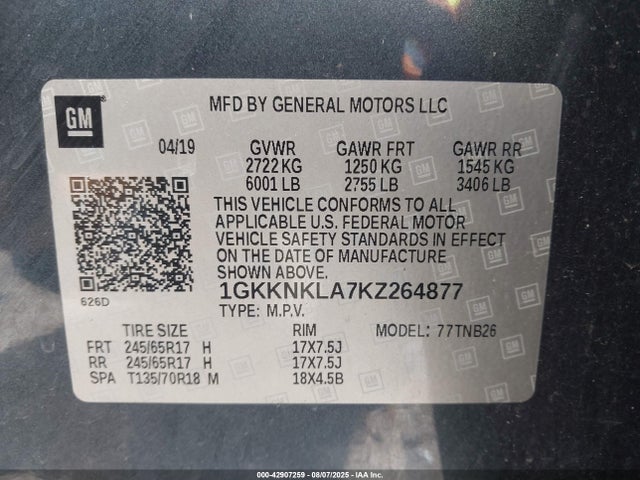 GM
MFD BY GENERAL MOTORS LLC
04/19 GVWR GAWR FRT GAWR RR
2722 KG 1250 KG 1545 KG
6001 LB 2755 LB 3406 LB
THIS VEHICLE CONFORMS TO ALL
APPLICABLE U.S. FEDERAL MOTOR
VEHICLE SAFETY STANDARDS IN EFFECT
ON THE DATE OF MANUFACTURE
SHOWN ABOVE.
626D
1GKKNKLA7KZ264877
TYPE: M.P.V.
TIRE SIZE RIM MODEL: 77TNB26
FRT 245/65R17 H 17X7.5J
RR 245/65R17 H 17X7.5J
SPA T135/70R18 M 18X4.5B
000-42907259 - 08/07/2025 - IAA Inc.